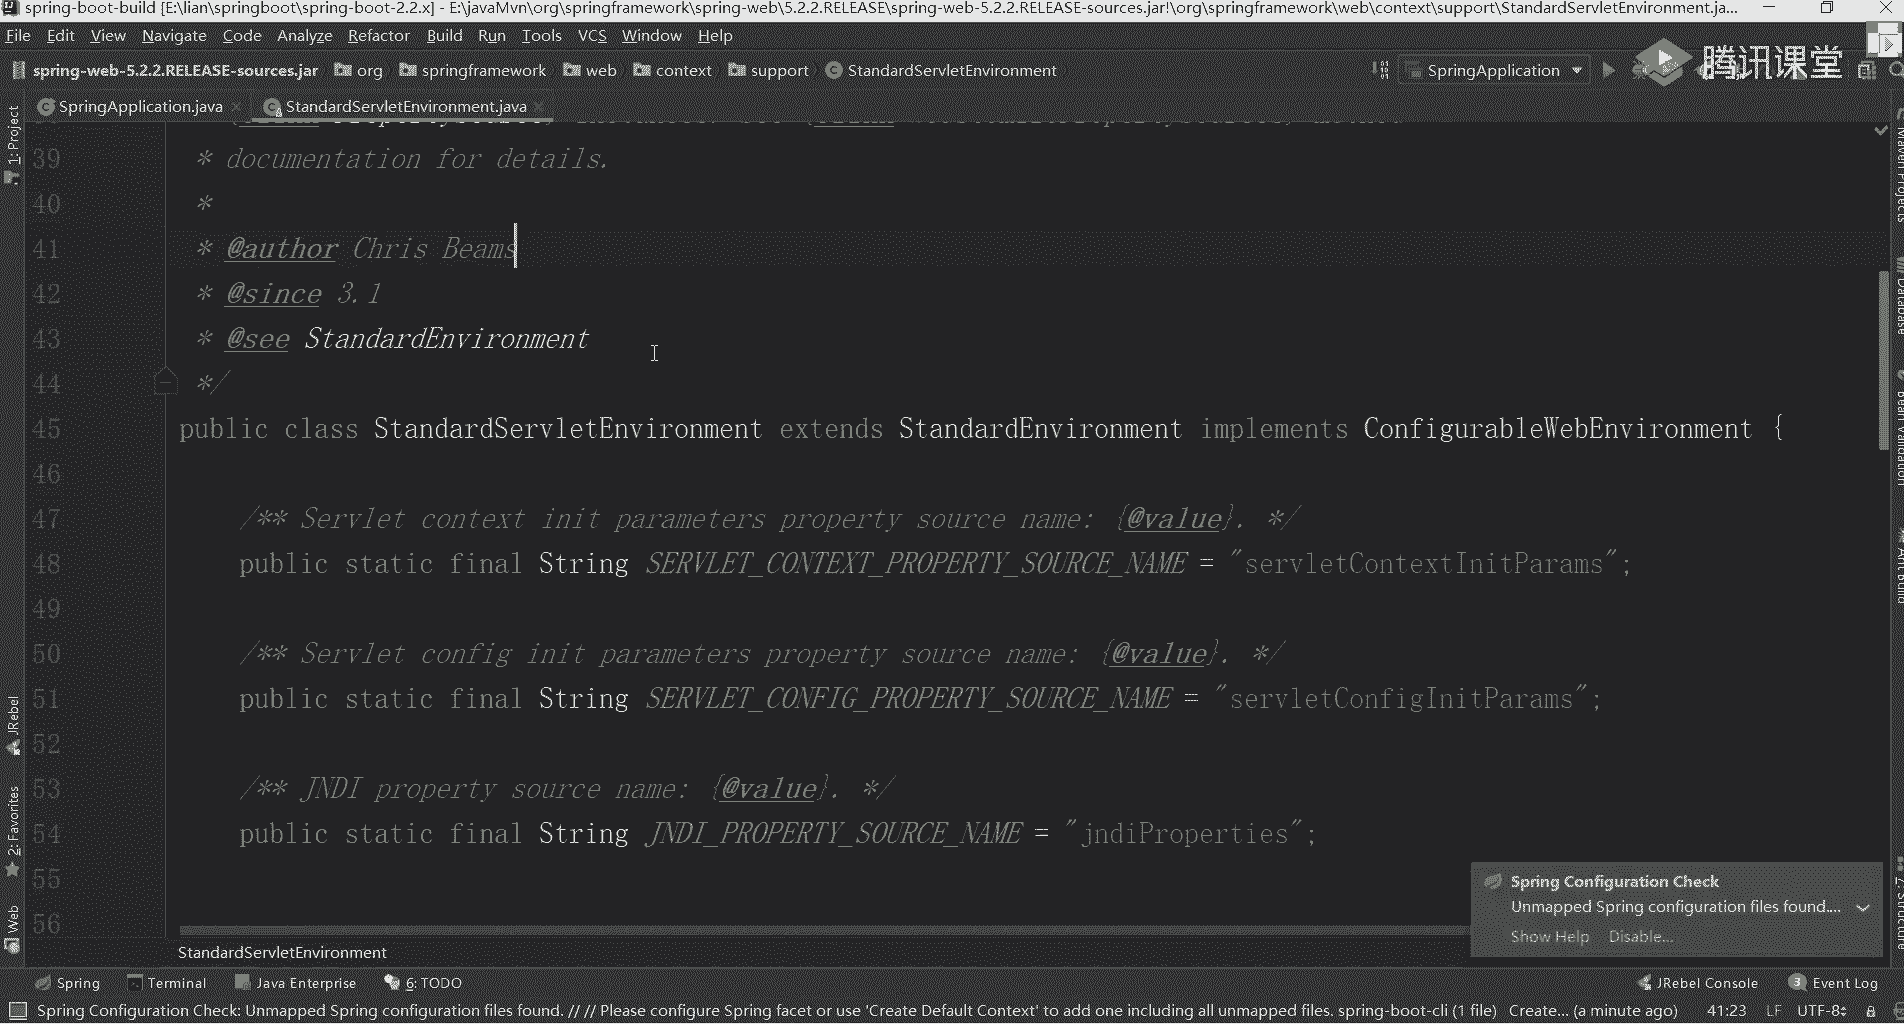 spring-boot-build [E:\lian\springboot\spring-boot-2.2.x] - E:\javaMvn\org\springframework\spring-web\5.2.2.RELEASE\spring-web-5.2.2.RELEASE-sources.jar!\org\springframework\web\context\support\StandardServletEnvironment.ja...
File Edit View Navigate Code Analyze Refactor Build Run Tools VCS Window Help
spring-web-5.2.2.RELEASE-sources.jar org springframework web context support StandardServletEnvironment SpringApplication
腾讯课堂
SpringApplication.java StandardServletEnvironment.java
1: Project
39 * documentation for details.
40 *
41 * @author Chris Beams
42 * @since 3.1
43 * @see StandardEnvironment
44 */
45 public class StandardServletEnvironment extends StandardEnvironment implements ConfigurableWebEnvironment {
46
47 /** Servlet context init parameters property source name: {@value}. */
48 public static final String SERVLET_CONTEXT_PROPERTY_SOURCE_NAME = "servletContextInitParams";
49
50 /** Servlet config init parameters property source name: {@value}. */
51 public static final String SERVLET_CONFIG_PROPERTY_SOURCE_NAME = "servletConfigInitParams";
52
53 /** JNDI property source name: {@value}. */
54 public static final String JNDI_PROPERTY_SOURCE_NAME = "jndiProperties";
55
56
JRebel
2: Favorites
Web
Maven Projects
Database
Bean Validation
Ant Build
Spring Configuration Check
Unmapped Spring configuration files found....
Show Help Disable...
StandardServletEnvironment
Spring Terminal Java Enterprise 6: TODO JRebel Console 3 Event Log
Spring Configuration Check: Unmapped Spring configuration files found. // // Please configure Spring facet or use 'Create Default Context' to add one including all unmapped files. spring-boot-cli (1 file) Create... (a minute ago) 41:23 LF UTF-8